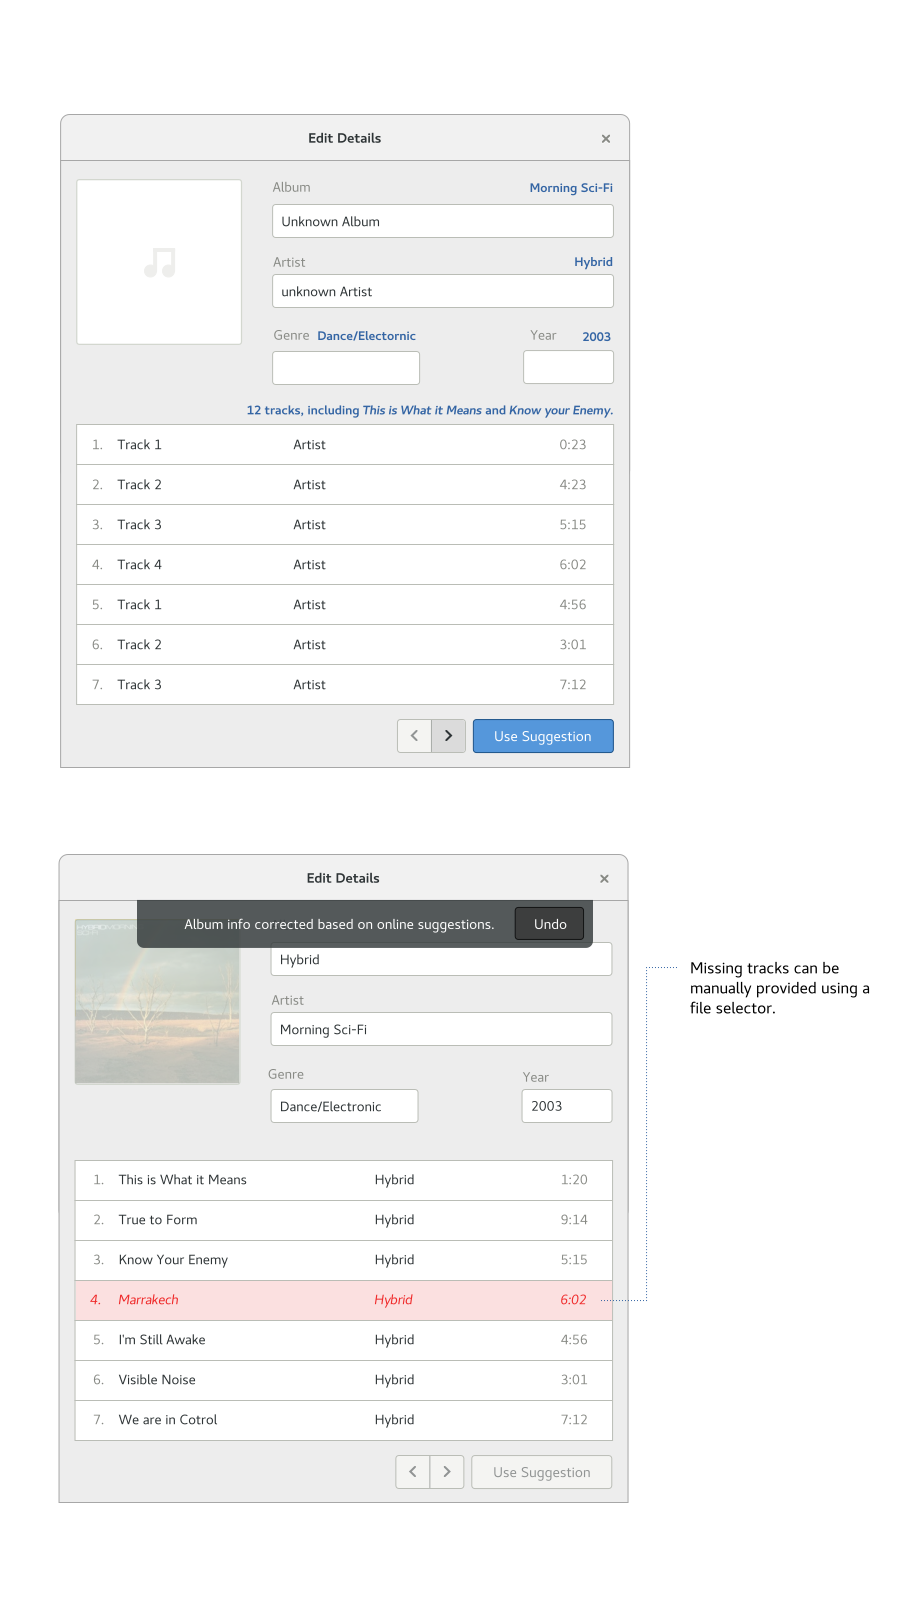 Edit Details
Album Morning Sci-Fi
Unknown Album
Artist Hybrid
unknown Artist
Genre Dance/Electornic Year 2003
12 tracks, including This is What it Means and Know your Enemy.
1. Track 1 Artist 0:23
2. Track 2 Artist 4:23
3. Track 3 Artist 5:15
4. Track 4 Artist 6:02
5. Track 1 Artist 4:56
6. Track 2 Artist 3:01
7. Track 3 Artist 7:12
Use Suggestion
Edit Details
Album info corrected based on online suggestions. Undo
Hybrid
Artist
Morning Sci-Fi
Genre Year
Dance/Electronic 2003
1. This is What it Means Hybrid 1:20
2. True to Form Hybrid 9:14
3. Know Your Enemy Hybrid 5:15
4. Marrakech Hybrid 6:02
5. I'm Still Awake Hybrid 4:56
6. Visible Noise Hybrid 3:01
7. We are in Cotrol Hybrid 7:12
Use Suggestion
Missing tracks can be
manually provided using a
file selector.